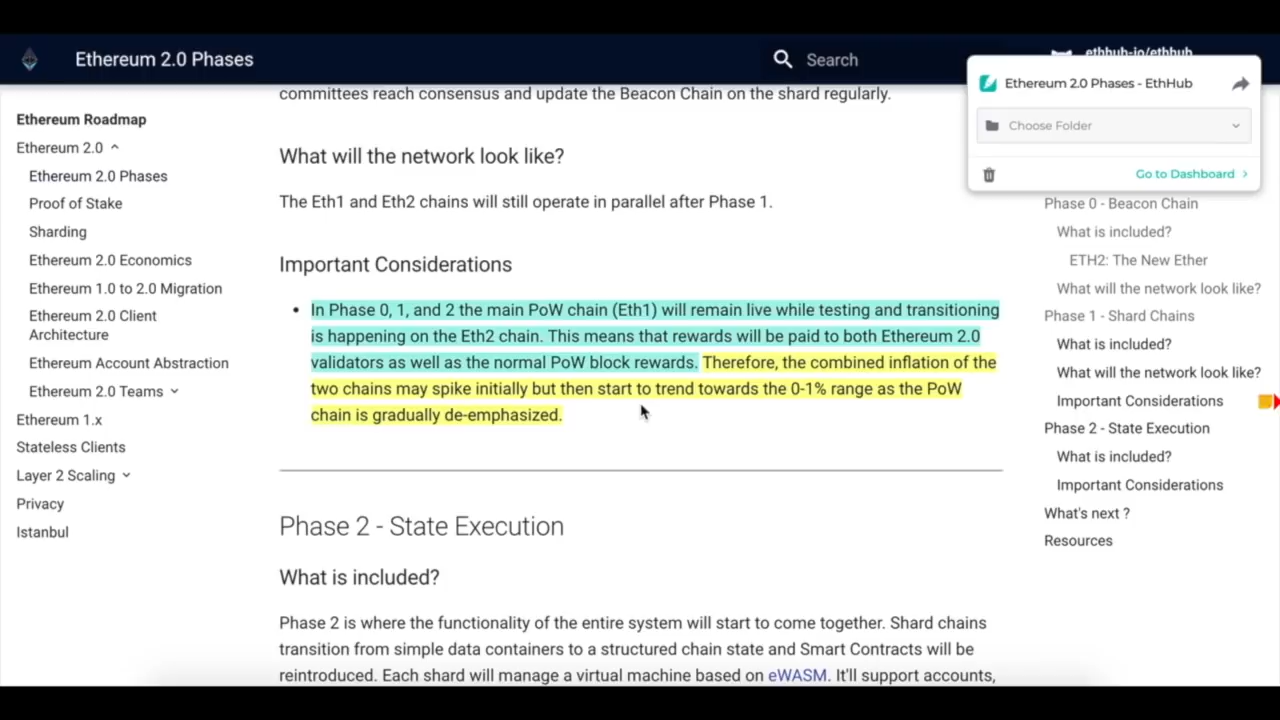 Ethereum 2.0 Phases
Search
ethhub-io/ethhub
Ethereum 2.0 Phases - EthHub
Choose Folder
Go to Dashboard
Ethereum Roadmap
Ethereum 2.0
Ethereum 2.0 Phases
Proof of Stake
Sharding
Ethereum 2.0 Economics
Ethereum 1.0 to 2.0 Migration
Ethereum 2.0 Client
Architecture
Ethereum Account Abstraction
Ethereum 2.0 Teams
Ethereum 1.x
Stateless Clients
Layer 2 Scaling
Privacy
Istanbul
committees reach consensus and update the Beacon Chain on the shard regularly.
What will the network look like?
The Eth1 and Eth2 chains will still operate in parallel after Phase 1.
Important Considerations
• In Phase 0, 1, and 2 the main PoW chain (Eth1) will remain live while testing and transitioning
is happening on the Eth2 chain. This means that rewards will be paid to both Ethereum 2.0
validators as well as the normal PoW block rewards. Therefore, the combined inflation of the
two chains may spike initially but then start to trend towards the 0-1% range as the PoW
chain is gradually de-emphasized.
Phase 2 - State Execution
What is included?
Phase 2 is where the functionality of the entire system will start to come together. Shard chains
transition from simple data containers to a structured chain state and Smart Contracts will be
reintroduced. Each shard will manage a virtual machine based on eWASM. It'll support accounts,
Phase 0 - Beacon Chain
What is included?
ETH2: The New Ether
What will the network look like?
Phase 1 - Shard Chains
What is included?
What will the network look like?
Important Considerations
Phase 2 - State Execution
What is included?
Important Considerations
What's next ?
Resources